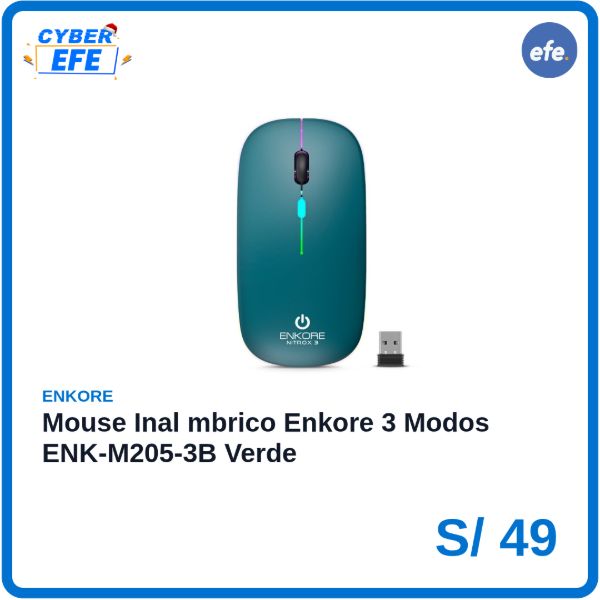 CYBER
EFE
efe.
ENKORE
NITROX 3
ENKORE
Mouse Inal mbrico Enkore 3 Modos
ENK-M205-3B Verde
S/ 49